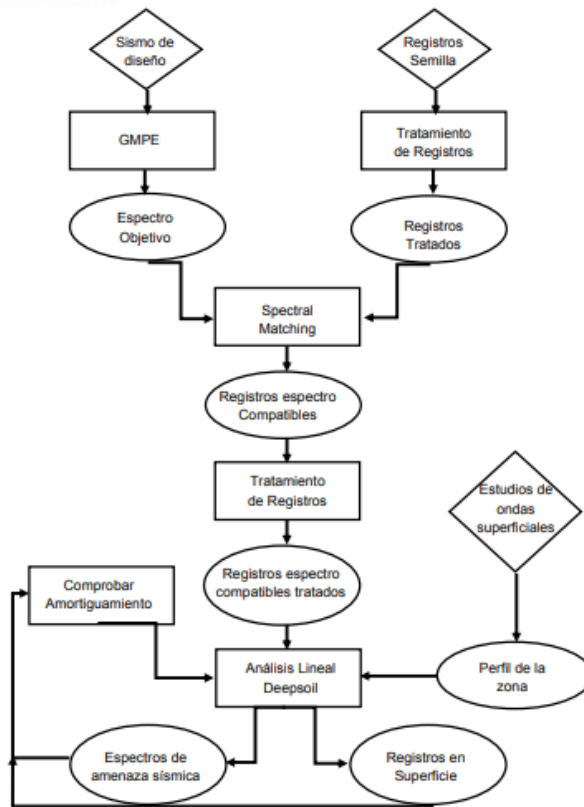 Sismo de
diseño
Registros
Semilla
GMPE
Tratamiento
de Registros
Espectro
Objetivo
Registros
Tratados
Spectral
Matching
Registros espectro
Compatibles
Tratamiento
de Registros
Estudios de
ondas
superficiales
Registros espectro
compatibles tratados
Comprobar
Amortiguamiento
Análisis Lineal
Deepsoil
Perfil de la
zona
Espectros de
amenaza sísmica
Registros en
Superficie